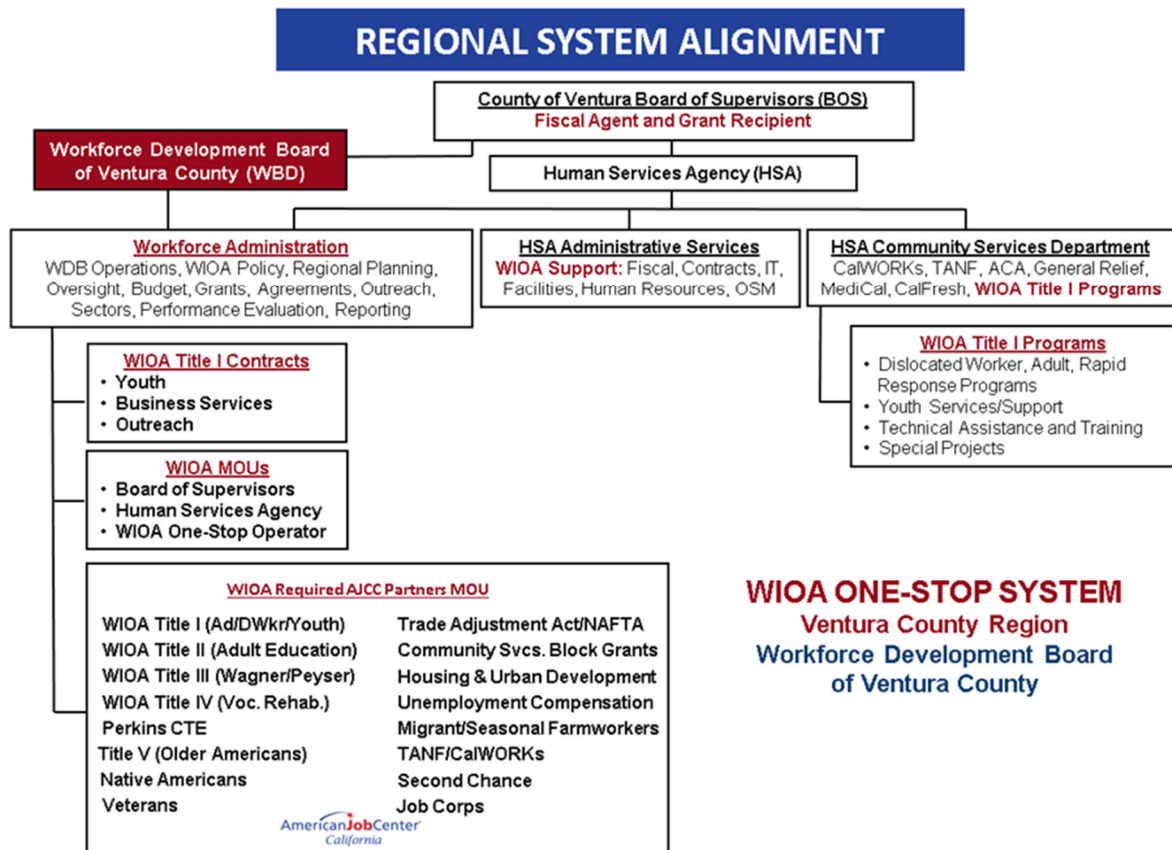 REGIONAL SYSTEM ALIGNMENT
County of Ventura Board of Supervisors (BOS)
Fiscal Agent and Grant Recipient
Workforce Development Board
of Ventura County (WBD)
Human Services Agency (HSA)
Workforce Administration
WDB Operations, WIOA Policy, Regional Planning,
Oversight, Budget, Grants, Agreements, Outreach,
Sectors, Performance Evaluation, Reporting
HSA Administrative Services
WIOA Support: Fiscal, Contracts, IT,
Facilities, Human Resources, OSM
HSA Community Services Department
CalWORKs, TANF, ACA, General Relief,
MediCal, CalFresh, WIOA Title I Programs
WIOA Title I Contracts
• Youth
• Business Services
• Outreach
WIOA Title I Programs
• Dislocated Worker, Adult, Rapid
Response Programs
• Youth Services/Support
• Technical Assistance and Training
• Special Projects
WIOA MOUs
• Board of Supervisors
• Human Services Agency
• WIOA One-Stop Operator
WIOA Required AJCC Partners MOU
WIOA Title I (Ad/DWkr/Youth)
WIOA Title II (Adult Education)
WIOA Title III (Wagner/Peyser)
WIOA Title IV (Voc. Rehab.)
Perkins CTE
Title V (Older Americans)
Native Americans
Veterans
Trade Adjustment Act/NAFTA
Community Svcs. Block Grants
Housing & Urban Development
Unemployment Compensation
Migrant/Seasonal Farmworkers
TANF/CalWORKs
Second Chance
Job Corps
AmericanJobCenter
California
WIOA ONE-STOP SYSTEM
Ventura County Region
Workforce Development Board
of Ventura County